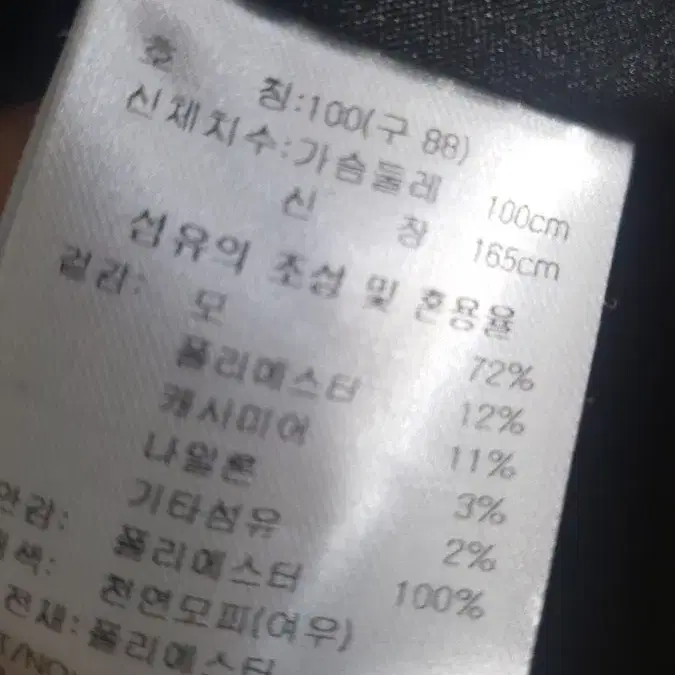 호 칭:100(구 88)
신체치수:가슴둘레 100cm
신 장 165cm
섬유의 조성 및 혼용율
겉감: 모 72%
폴리에스터 12%
캐시미어 11%
나일론 3%
기타섬유 2%
안감: 폴리에스터 100%
배색: 천연모피(여우)
전재:폴리에스터